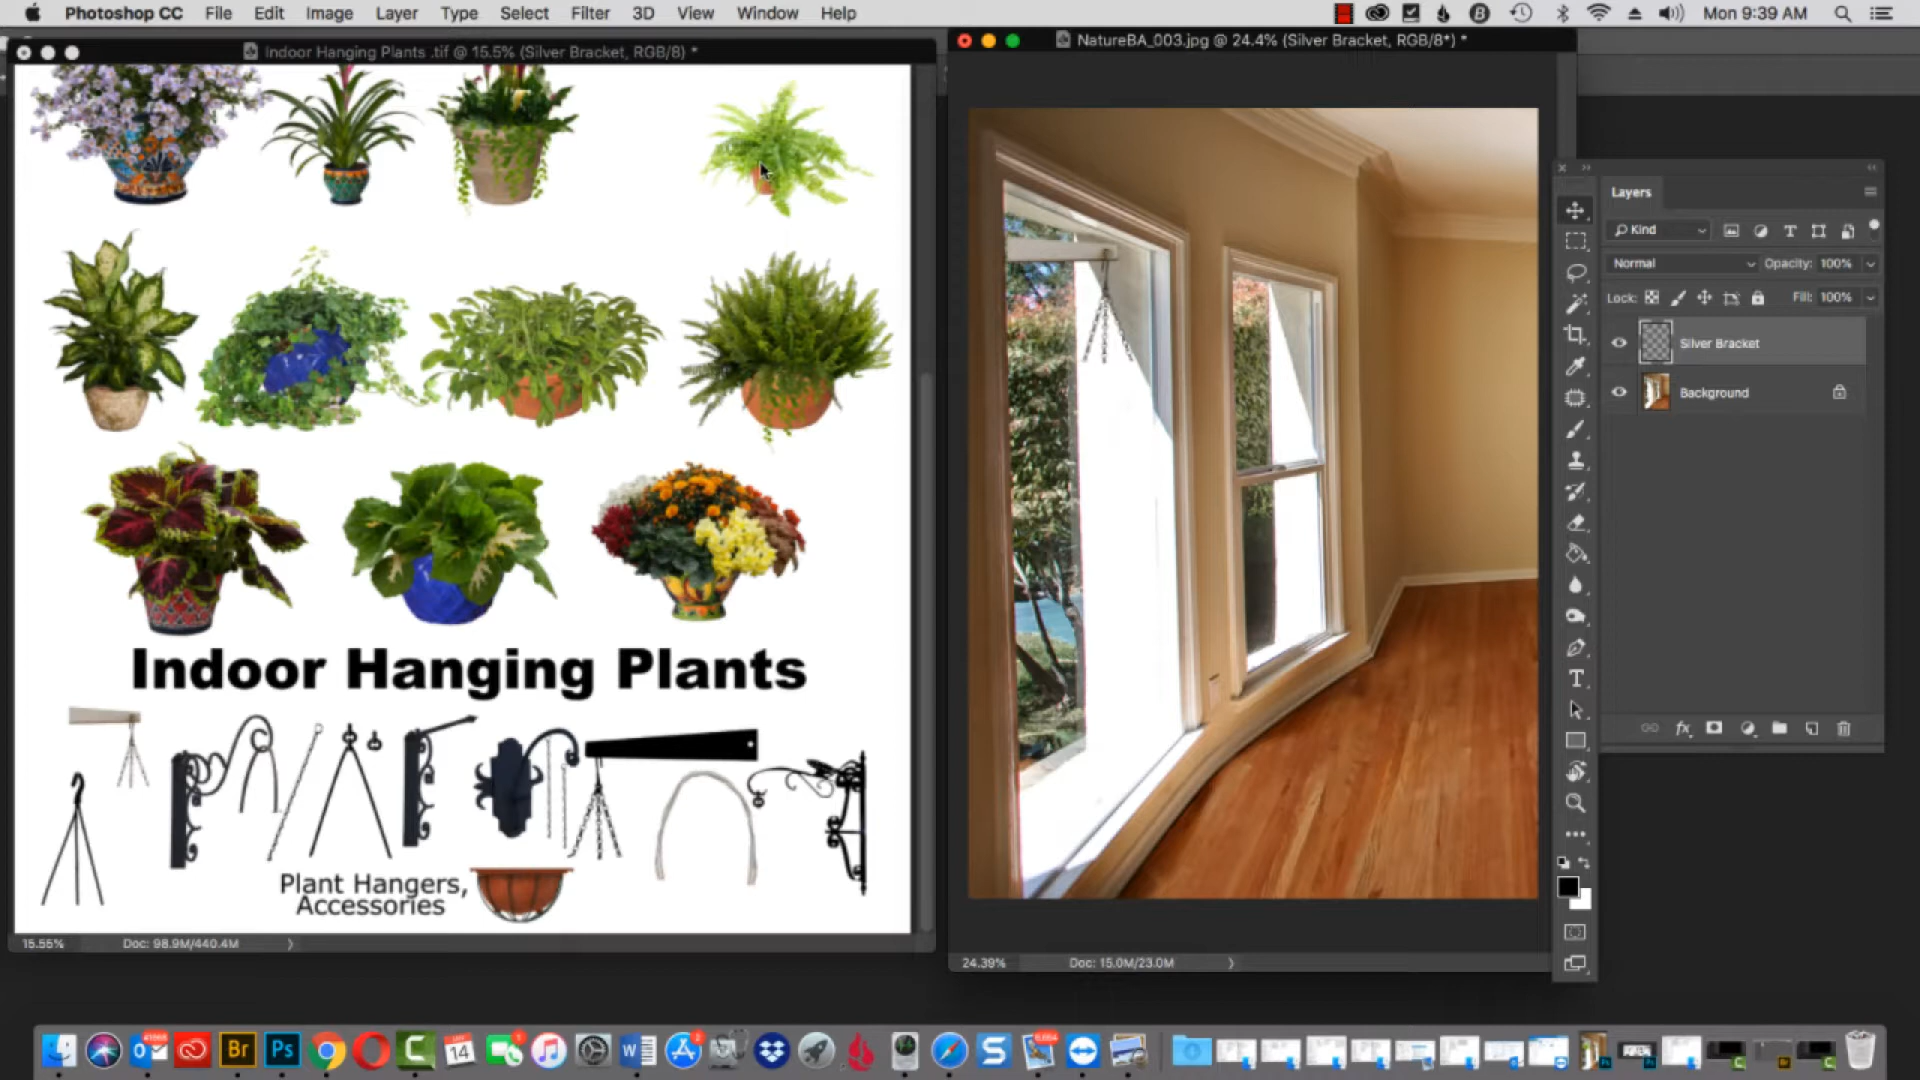 Photoshop CC File Edit Image Layer Type Select Filter 3D View Window Help Mon 9:39 AM
Indoor Hanging Plants .tif @ 15.5% (Silver Bracket, RGB/8) *
NatureBA_003.jpg @ 24.4% (Silver Bracket, RGB/8*) *
Layers
Kind
Normal Opacity: 100%
Lock: Fill: 100%
Silver Bracket
Background
Indoor Hanging Plants
Plant Hangers,
Accessories
15.55% Doc: 98.9M/440.4M
24.39% Doc: 15.0M/23.0M
Br Ps 14